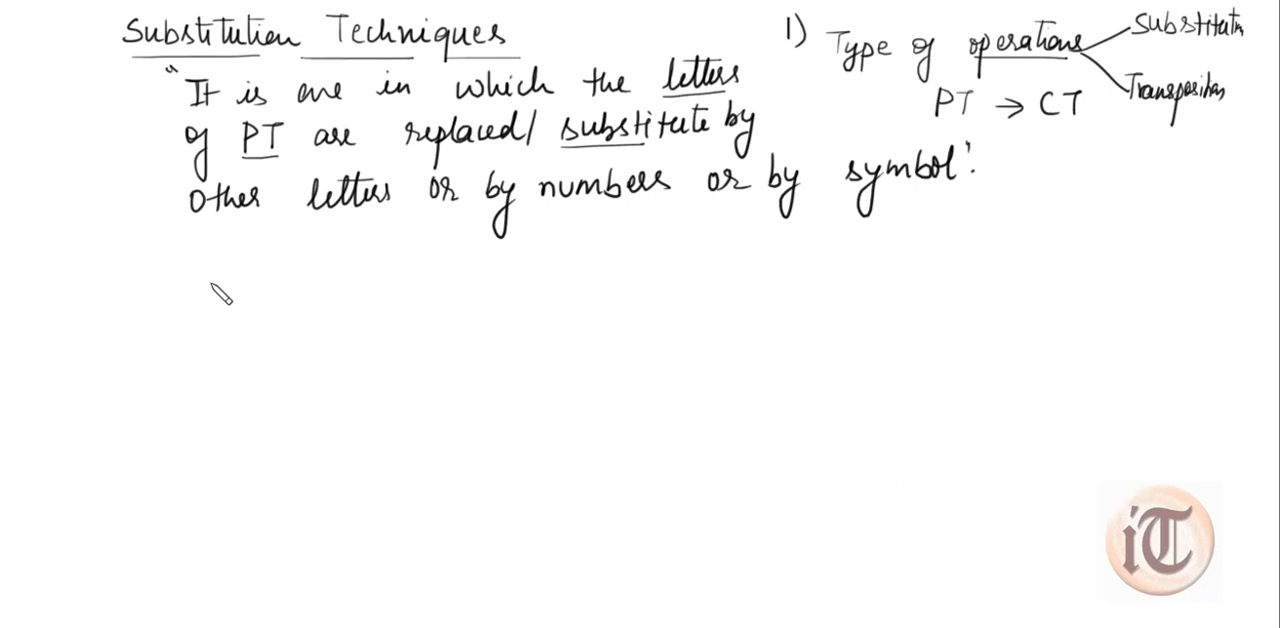 Substitution Techniques
"It is one in which the letters
of PT are replaced/ substitute by
other letters or by numbers or by symbol".
1) Type of operations
Substitutn
Transposition
PT → CT
iT